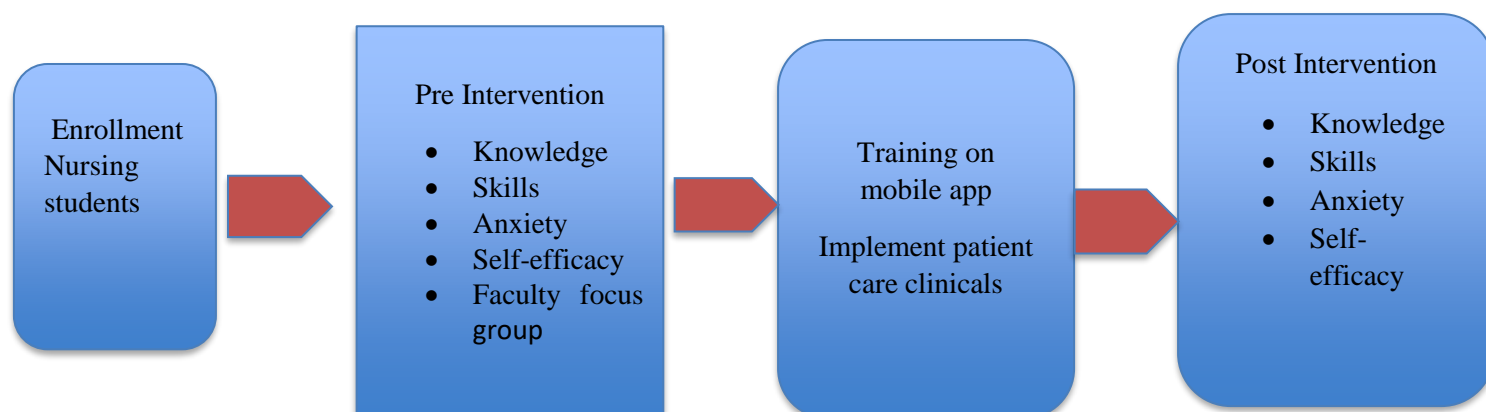 Enrollment
Nursing
students
Pre Intervention
• Knowledge
• Skills
• Anxiety
• Self-efficacy
• Faculty focus
group
Training on
mobile app
Implement patient
care clinicals
Post Intervention
• Knowledge
• Skills
• Anxiety
• Self-
efficacy